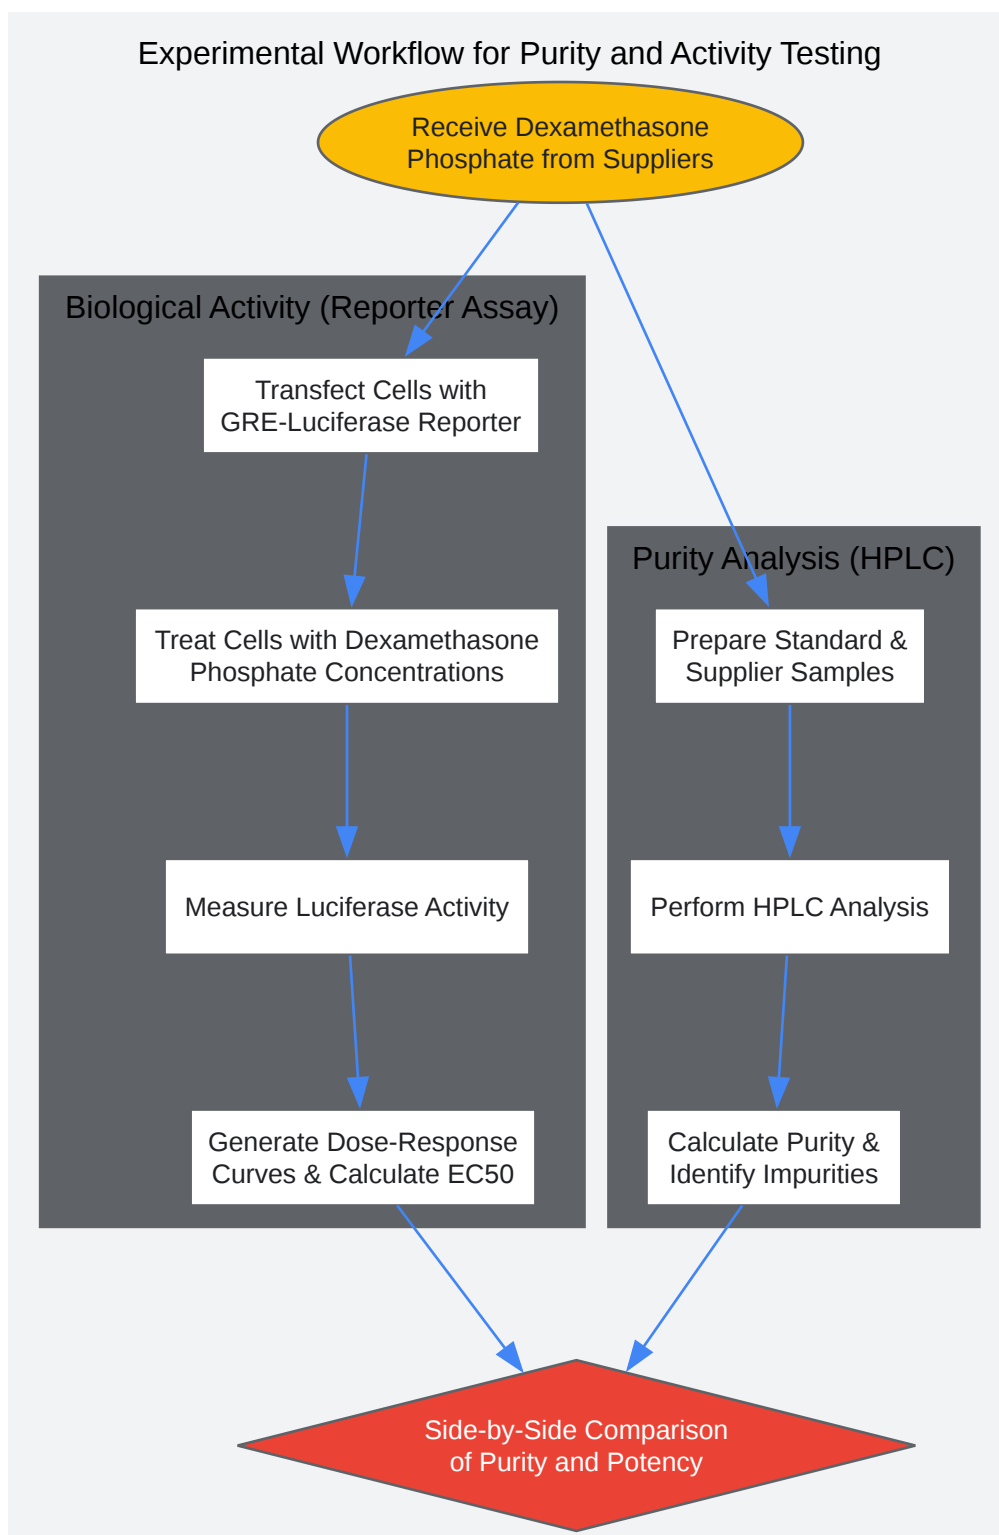 Experimental Workflow for Purity and Activity Testing
Receive Dexamethasone
Phosphate from Suppliers
Biological Activity (Reporter Assay)
Transfect Cells with
GRE-Luciferase Reporter
Treat Cells with Dexamethasone
Phosphate Concentrations
Measure Luciferase Activity
Generate Dose-Response
Curves & Calculate EC50
Purity Analysis (HPLC)
Prepare Standard &
Supplier Samples
Perform HPLC Analysis
Calculate Purity &
Identify Impurities
Side-by-Side Comparison
of Purity and Potency